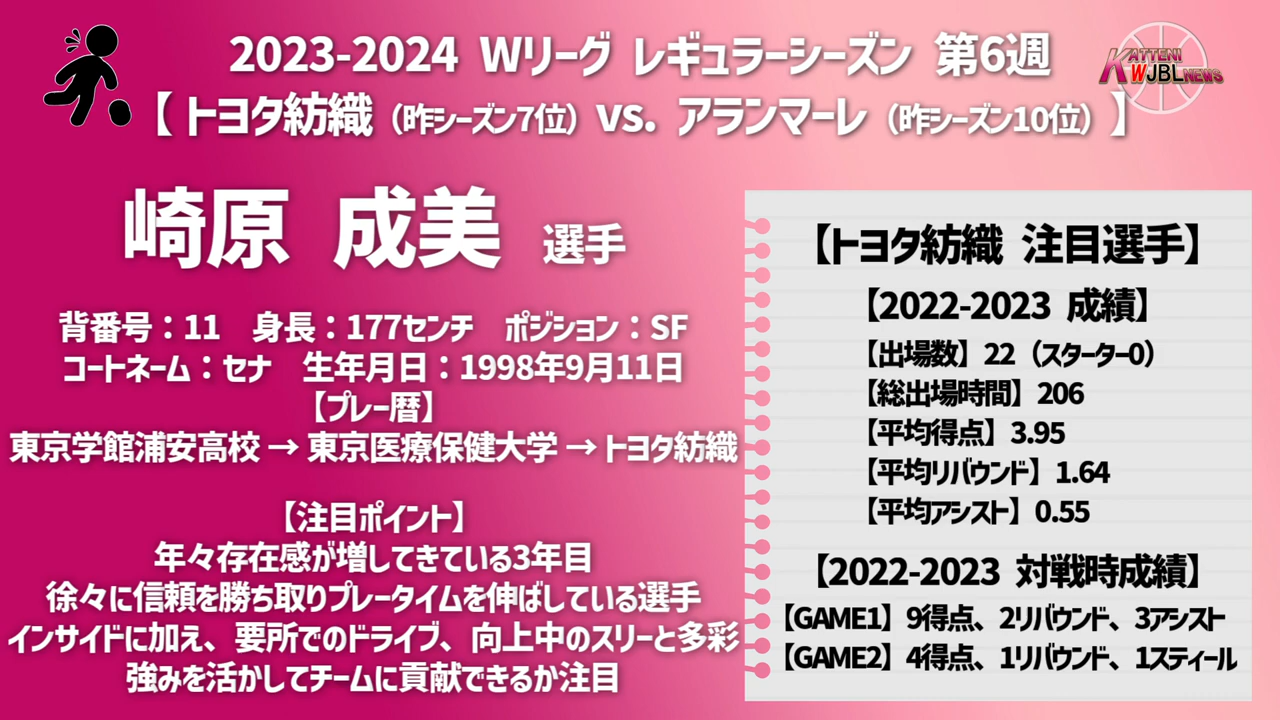 2023-2024 Wリーグ レギュラーシーズン 第6週
KATTENI
WJBL NEWS
【トヨタ紡織（昨シーズン7位）VS. アランマーレ（昨シーズン10位）】
崎原 成美 選手
背番号：11 身長：177センチ ポジション：SF
コートネーム：セナ 生年月日：1998年9月11日
【プレー暦】
東京学館浦安高校 → 東京医療保健大学 → トヨタ紡織
【注目ポイント】
年々存在感が増してきている3年目
徐々に信頼を勝ち取りプレータイムを伸ばしている選手
インサイドに加え、要所でのドライブ、向上中のスリーと多彩
強みを活かしてチームに貢献できるか注目
【トヨタ紡織 注目選手】
【2022-2023 成績】
【出場数】22（スターター0）
【総出場時間】206
【平均得点】3.95
【平均リバウンド】1.64
【平均アシスト】0.55
【2022-2023 対戦時成績】
【GAME1】9得点、2リバウンド、3アシスト
【GAME2】4得点、1リバウンド、1スティール